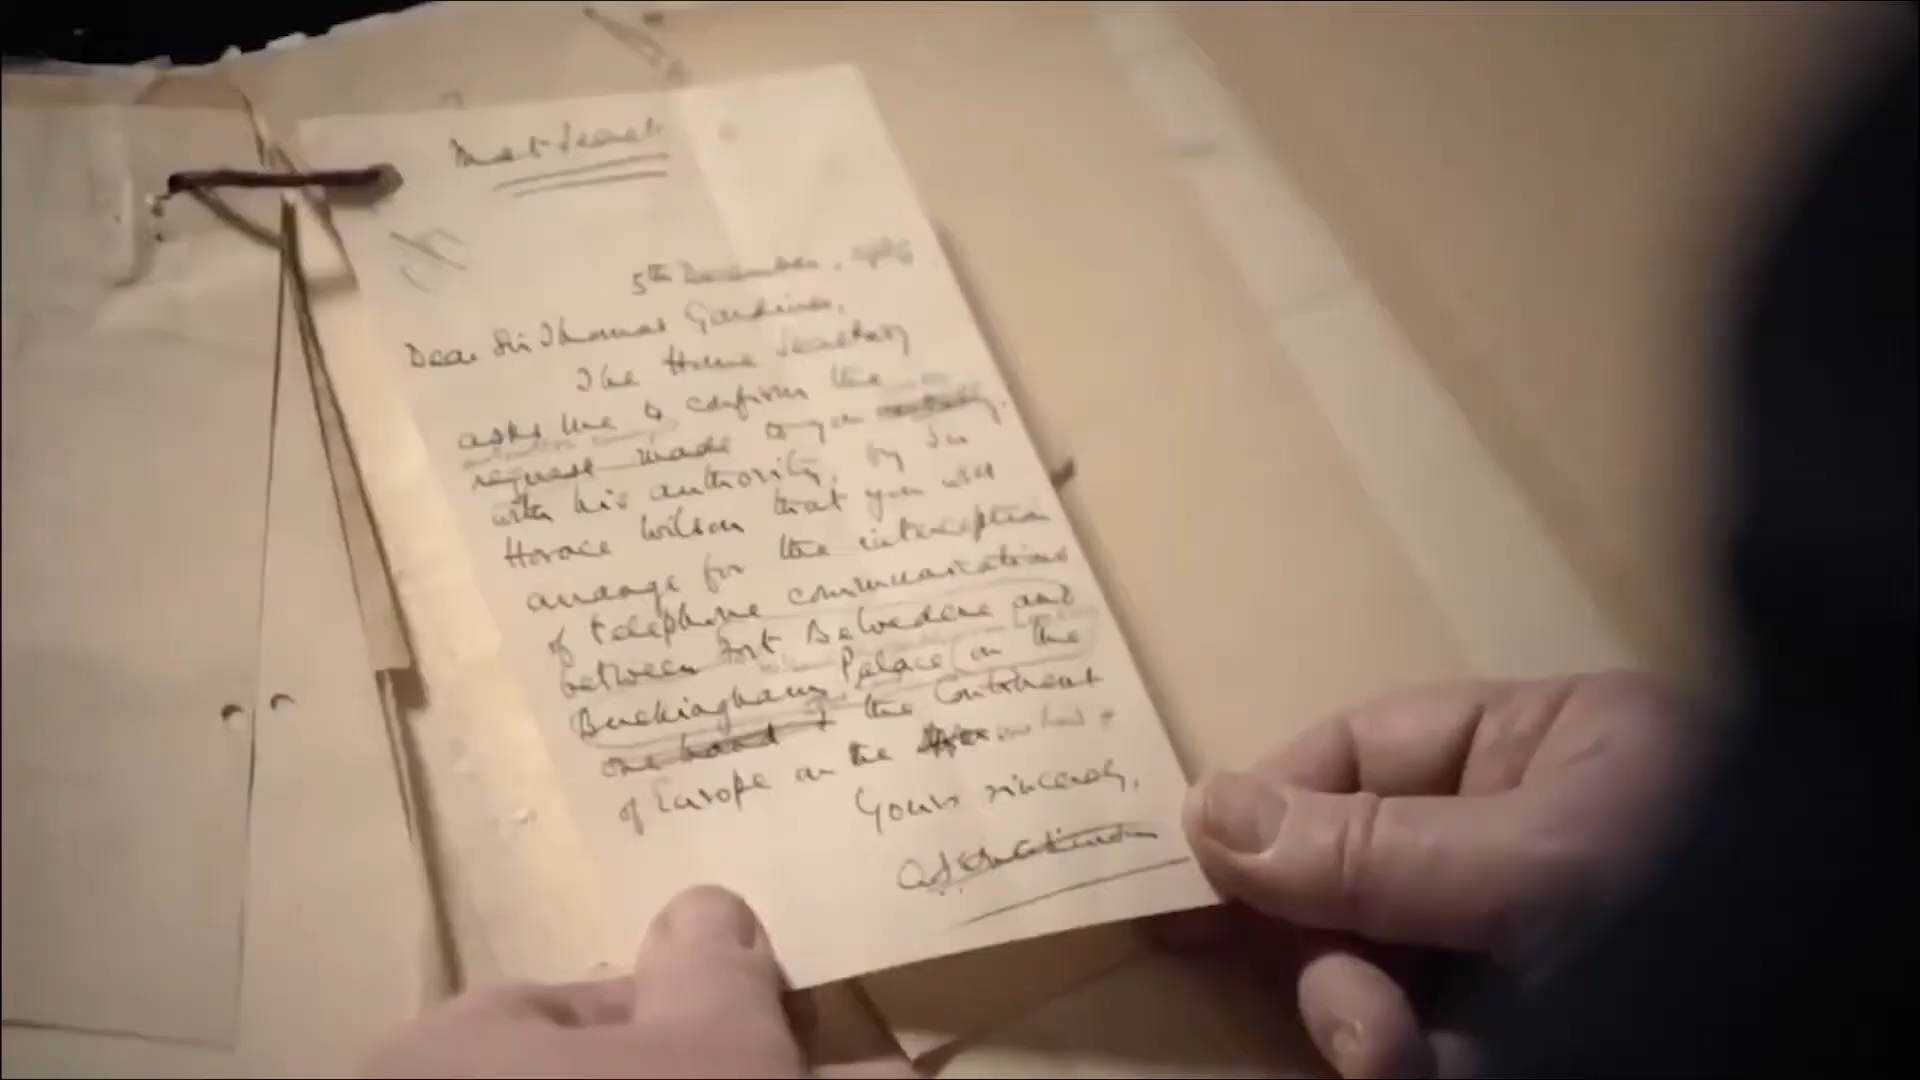 Most Secret
5th December, 1936.
Dear Sir Thomas Gardiner,
The Home Secretary
asks me to confirm the
request made to you
with his authority, by Sir
Horace Wilson that you will
arrange for the interception
of telephone communications
between Fort Belvedere and
Buckingham Palace on the
one hand & the Continent
of Europe on the
Yours sincerely,